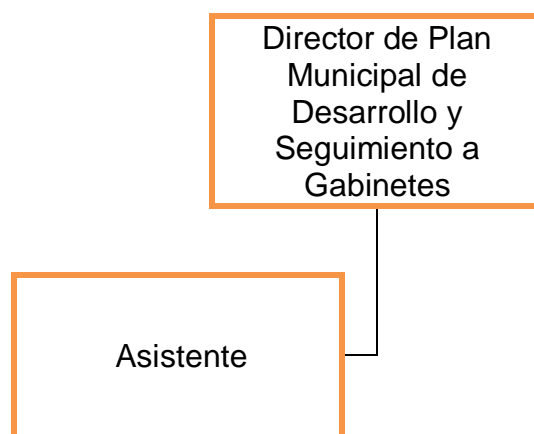 Director de Plan
Municipal de
Desarrollo y
Seguimiento a
Gabinetes
Asistente